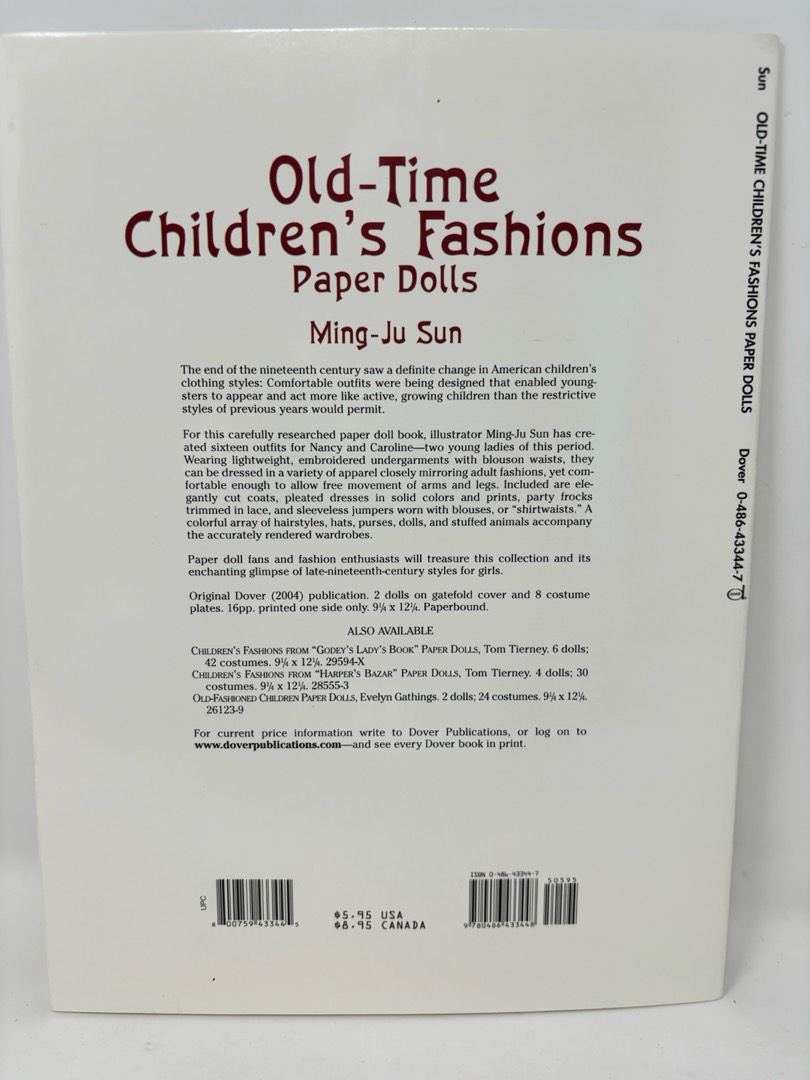 Old-Time
Children's Fashions
Paper Dolls
Ming-Ju Sun
The end of the nineteenth century saw a definite change in American children's
clothing styles: Comfortable outfits were being designed that enabled young-
sters to appear and act more like active, growing children than the restrictive
styles of previous years would permit.
For this carefully researched paper doll book, illustrator Ming-Ju Sun has cre-
ated sixteen outfits for Nancy and Caroline—two young ladies of this period.
Wearing lightweight, embroidered undergarments with blouson waists, they
can be dressed in a variety of apparel closely mirroring adult fashions, yet com-
fortable enough to allow free movement of arms and legs. Included are ele-
gantly cut coats, pleated dresses in solid colors and prints, party frocks
trimmed in lace, and sleeveless jumpers worn with blouses, or “shirtwaists.” A
colorful array of hairstyles, hats, purses, dolls, and stuffed animals accompany
the accurately rendered wardrobes.
Paper doll fans and fashion enthusiasts will treasure this collection and its
enchanting glimpse of late-nineteenth-century styles for girls.
Original Dover (2004) publication. 2 dolls on gatefold cover and 8 costume
plates. 16pp. printed one side only. 9¼ x 12¼. Paperbound.
ALSO AVAILABLE
CHILDREN'S FASHIONS FROM “GODEY'S LADY'S BOOK” PAPER DOLLS, Tom Tierney. 6 dolls;
42 costumes. 9¼ x 12¼. 29594-X
CHILDREN'S FASHIONS FROM “HARPER'S BAZAR” PAPER DOLLS, Tom Tierney. 4 dolls; 30
costumes. 9¼ x 12¼. 28555-3
OLD-FASHIONED CHILDREN PAPER DOLLS, Evelyn Gathings. 2 dolls; 24 costumes. 9¼ x 12¼.
26123-9
For current price information write to Dover Publications, or log on to
www.doverpublications.com—and see every Dover book in print.
UPC
8 00759 43344 5
$5.95 USA
$8.95 CANADA
ISBN 0-486-43344-7
50595
9 780486 433448
Sun OLD-TIME CHILDREN'S FASHIONS PAPER DOLLS Dover 0-486-43344-7